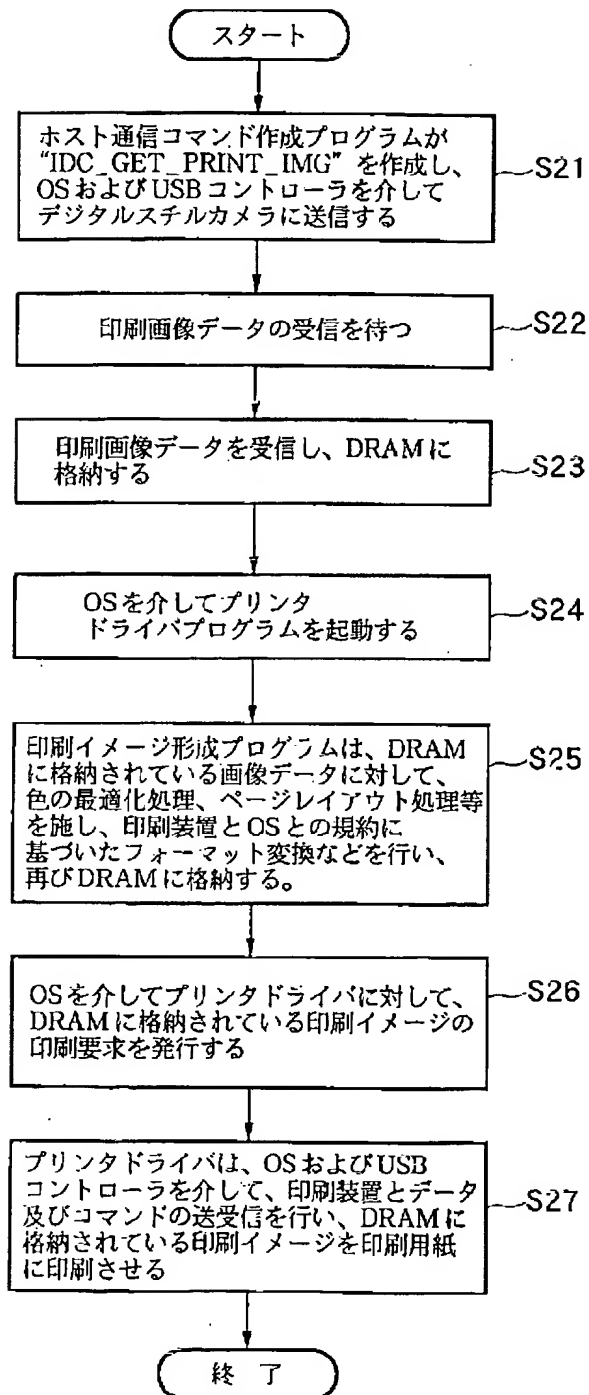 スタート
ホスト通信コマンド作成プログラムが
“IDC_GET_PRINT_IMG”を作成し、
OSおよびUSBコントローラを介して
デジタルスチルカメラに送信する
S21
印刷画像データの受信を待つ
S22
印刷画像データを受信し、DRAMに
格納する
S23
OSを介してプリンタ
ドライバプログラムを起動する
S24
印刷イメージ形成プログラムは、DRAM
に格納されている画像データに対して、
色の最適化処理、ページレイアウト処理等
を施し、印刷装置とOSとの規約に
基づいたフォーマット変換などを行い、
再びDRAMに格納する。
S25
OSを介してプリンタドライバに対して、
DRAMに格納されている印刷イメージの
印刷要求を発行する
S26
プリンタドライバは、OSおよびUSB
コントローラを介して、印刷装置とデータ
及びコマンドの送受信を行い、DRAMに
格納されている印刷イメージを印刷用紙
に印刷させる
S27
終了